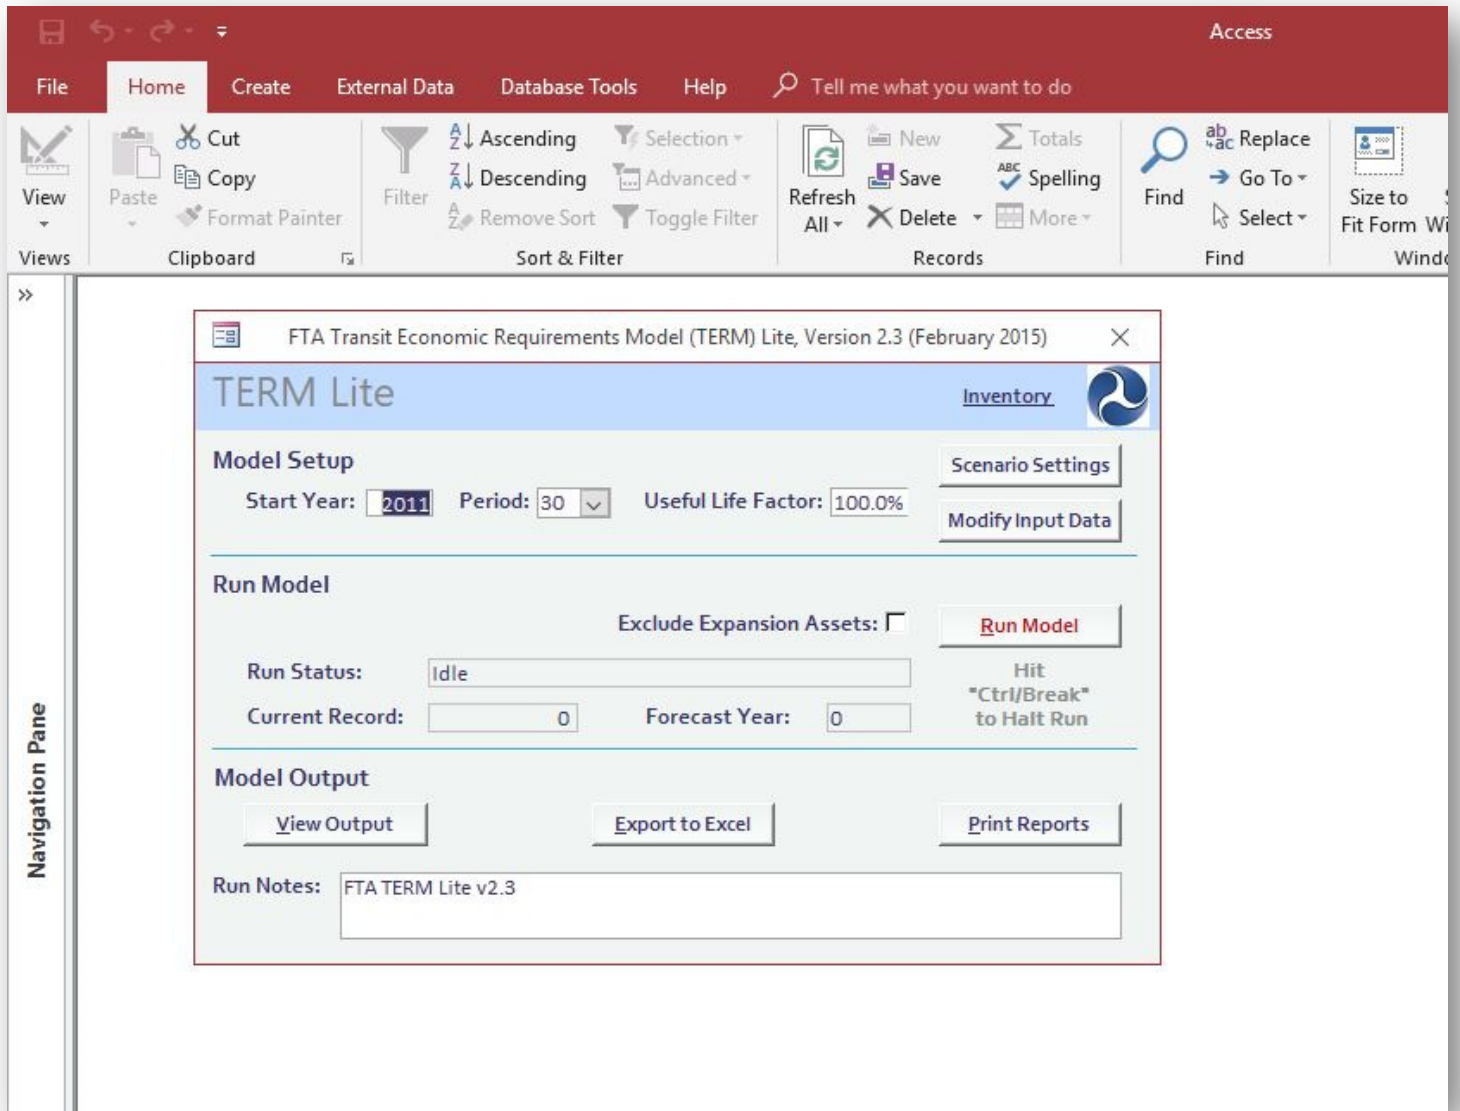 Access
File Home Create External Data Database Tools Help Tell me what you want to do
Cut Ascending Selection New Totals Replace
Copy Descending Advanced Save Spelling Go To
View Paste Format Painter Filter Remove Sort Toggle Filter Refresh All Delete More Find Select Size to Fit Form
Views Clipboard Sort & Filter Records Find
Navigation Pane
FTA Transit Economic Requirements Model (TERM) Lite, Version 2.3 (February 2015)
TERM Lite Inventory
Model Setup Scenario Settings
Start Year: 2011 Period: 30 Useful Life Factor: 100.0%
Modify Input Data
Run Model
Exclude Expansion Assets: Run Model
Run Status: Idle Hit
"Ctrl/Break"
Current Record: 0 Forecast Year: 0 to Halt Run
Model Output
View Output Export to Excel Print Reports
Run Notes: FTA TERM Lite v2.3